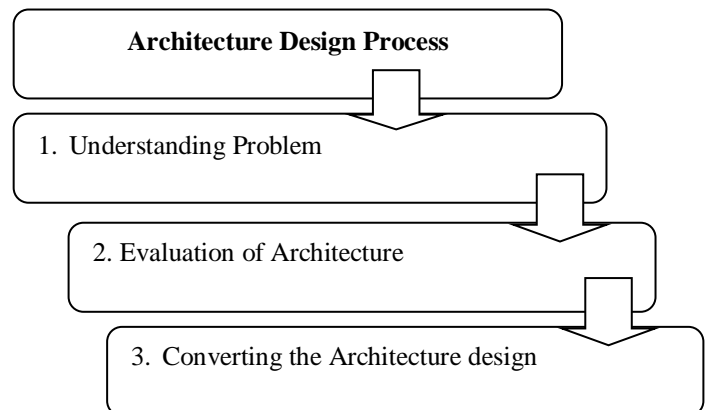 Architecture Design Process
1. Understanding Problem
2. Evaluation of Architecture
3. Converting the Architecture design